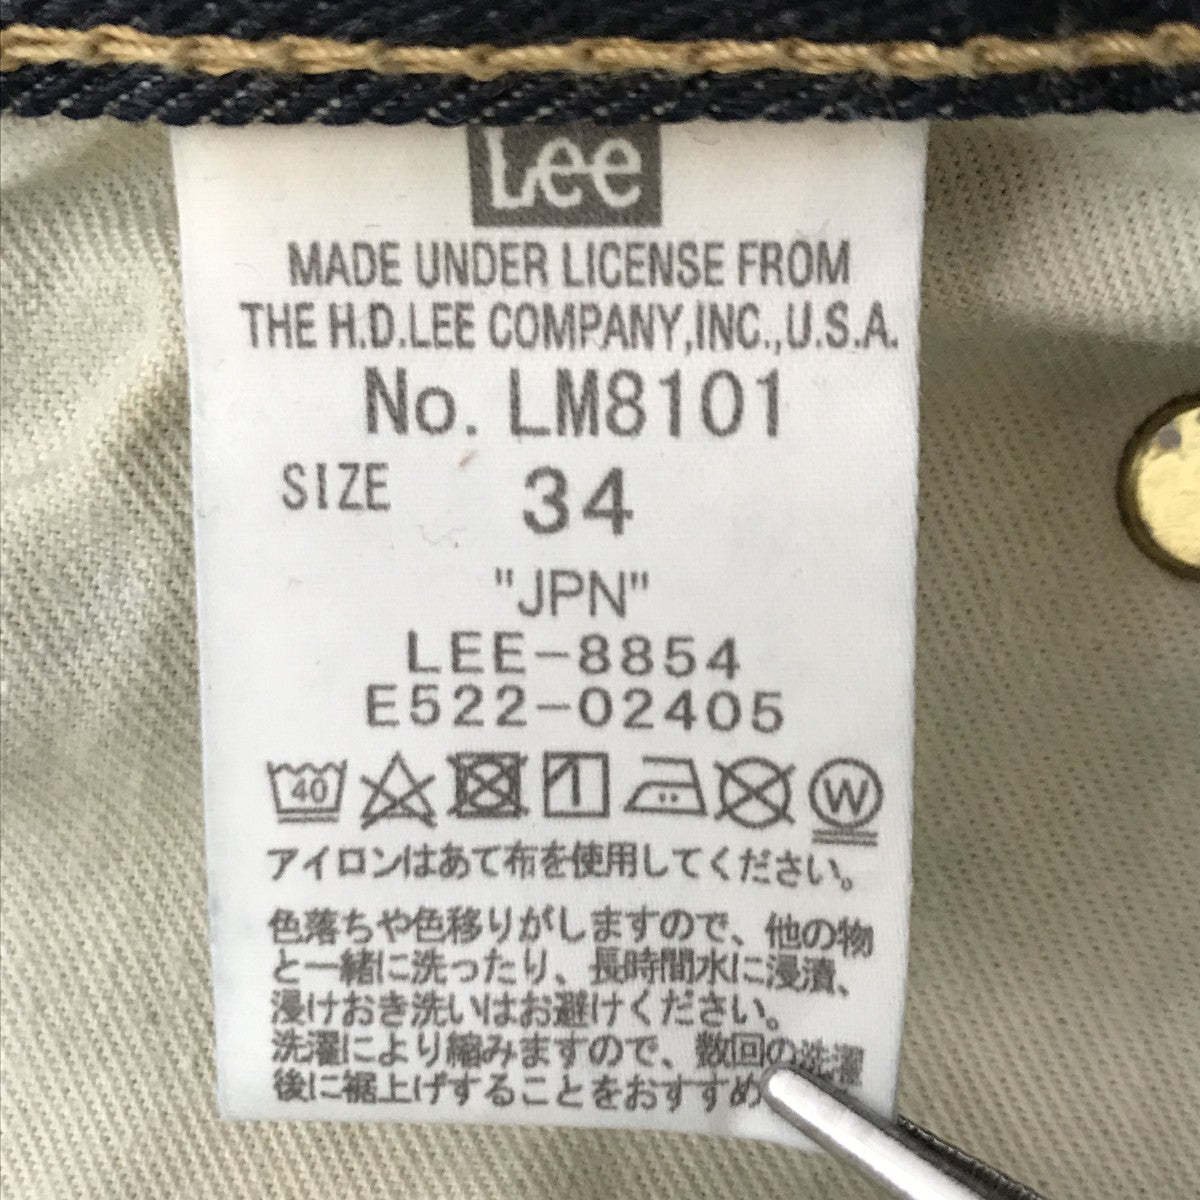 Lee
MADE UNDER LICENSE FROM
THE H.D.LEE COMPANY,INC.,U.S.A.
No. LM8101
SIZE 34
"JPN"
LEE-8854
E522-02405
40 W
アイロンはあて布を使用してください。
色落ちや色移りがしますので、他の物
と一緒に洗ったり、長時間水に浸漬、
浸けおき洗いはお避けください。
洗濯により縮みますので、数回の洗濯
後に裾上げすることをおすすめ